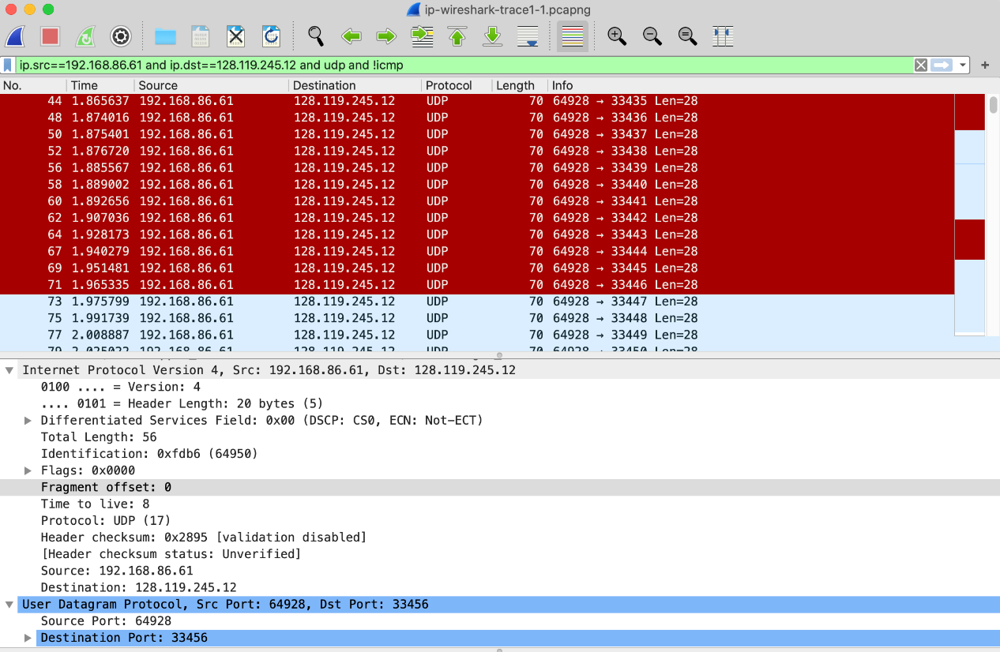 ip-wireshark-trace1-1.pcapng
ip.src==192.168.86.61 and ip.dst==128.119.245.12 and udp and !icmp
No. Time Source Destination Protocol Length Info
44 1.865637 192.168.86.61 128.119.245.12 UDP 70 64928 → 33435 Len=28
48 1.874016 192.168.86.61 128.119.245.12 UDP 70 64928 → 33436 Len=28
50 1.875401 192.168.86.61 128.119.245.12 UDP 70 64928 → 33437 Len=28
52 1.876720 192.168.86.61 128.119.245.12 UDP 70 64928 → 33438 Len=28
56 1.885567 192.168.86.61 128.119.245.12 UDP 70 64928 → 33439 Len=28
58 1.889002 192.168.86.61 128.119.245.12 UDP 70 64928 → 33440 Len=28
60 1.892656 192.168.86.61 128.119.245.12 UDP 70 64928 → 33441 Len=28
62 1.907036 192.168.86.61 128.119.245.12 UDP 70 64928 → 33442 Len=28
64 1.928173 192.168.86.61 128.119.245.12 UDP 70 64928 → 33443 Len=28
67 1.940279 192.168.86.61 128.119.245.12 UDP 70 64928 → 33444 Len=28
69 1.951481 192.168.86.61 128.119.245.12 UDP 70 64928 → 33445 Len=28
71 1.965335 192.168.86.61 128.119.245.12 UDP 70 64928 → 33446 Len=28
73 1.975799 192.168.86.61 128.119.245.12 UDP 70 64928 → 33447 Len=28
75 1.991739 192.168.86.61 128.119.245.12 UDP 70 64928 → 33448 Len=28
77 2.008887 192.168.86.61 128.119.245.12 UDP 70 64928 → 33449 Len=28
192.168.86.61 128.119.245.12 UDP 70 64928 → 33450 Len=28
Internet Protocol Version 4, Src: 192.168.86.61, Dst: 128.119.245.12
0100 .... = Version: 4
.... 0101 = Header Length: 20 bytes (5)
Differentiated Services Field: 0x00 (DSCP: CS0, ECN: Not-ECT)
Total Length: 56
Identification: 0xfdb6 (64950)
Flags: 0x0000
Fragment offset: 0
Time to live: 8
Protocol: UDP (17)
Header checksum: 0x2895 [validation disabled]
[Header checksum status: Unverified]
Source: 192.168.86.61
Destination: 128.119.245.12
User Datagram Protocol, Src Port: 64928, Dst Port: 33456
Source Port: 64928
Destination Port: 33456